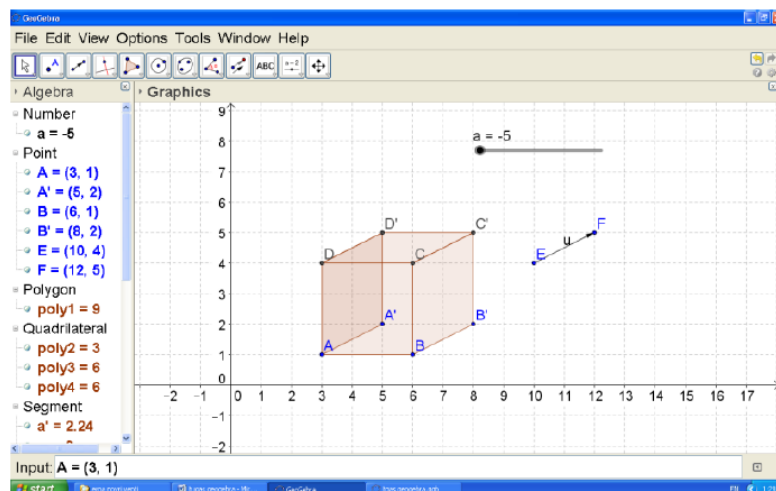 GeoGebra
File Edit View Options Tools Window Help
ABC
a=2
Algebra
Graphics
Number
a = -5
Point
A = (3, 1)
A' = (5, 2)
B = (6, 1)
B' = (8, 2)
E = (10, 4)
F = (12, 5)
Polygon
poly1 = 9
Quadrilateral
poly2 = 3
poly3 = 6
poly4 = 6
Segment
a' = 2.24
a = -5
9
8
7
6
5
4
3
2
1
0
-1
-2
-2 -1 0 1 2 3 4 5 6 7 8 9 10 11 12 13 14 15 16 17
D' C'
D C
A' B'
A B
E u F
Input: A = (3, 1)
start
GeoGebra
EN